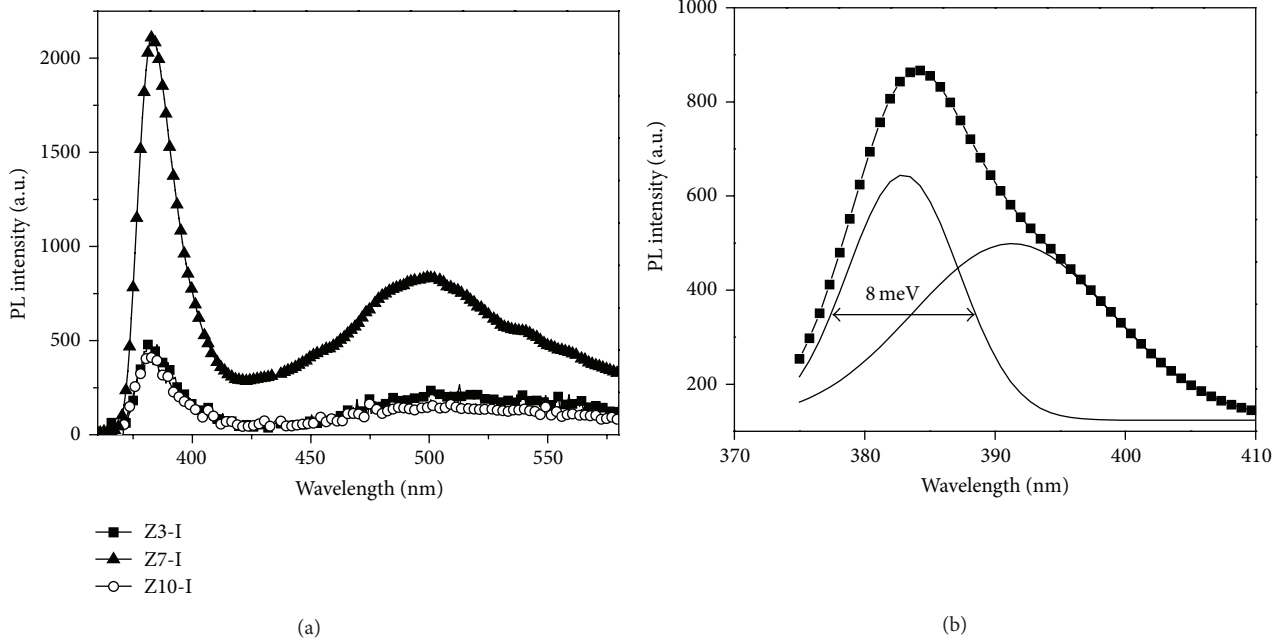 2000
1500
1000
500
0
PL intensity (a.u.)
400
450
500
550
Wavelength (nm)
Z3-I
Z7-I
Z10-I
(a)
1000
800
600
400
200
PL intensity (a.u.)
8 meV
370
380
390
400
410
Wavelength (nm)
(b)